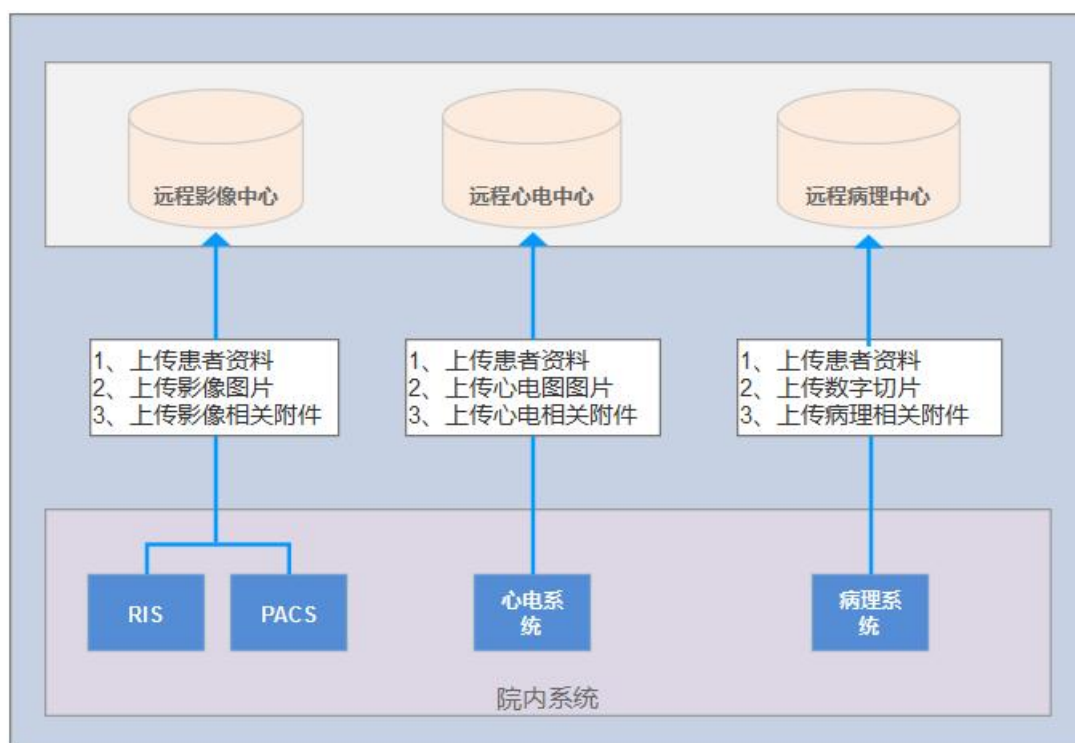 远程影像中心
远程心电中心
远程病理中心
1、上传患者资料
2、上传影像图片
3、上传影像相关附件
1、上传患者资料
2、上传心电图图片
3、上传心电相关附件
1、上传患者资料
2、上传数字切片
3、上传病理相关附件
RIS
PACS
心电系
统
病理系
统
院内系统